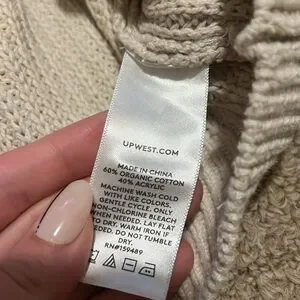 UPWEST.COM
MADE IN CHINA
60% ORGANIC COTTON
40% ACRYLIC
MACHINE WASH COLD
WITH LIKE COLORS.
GENTLE CYCLE. ONLY
NON-CHLORINE BLEACH
WHEN NEEDED. LAY FLAT
TO DRY. WARM IRON IF
NEEDED. DO NOT TUMBLE
DRY.
RN#159489